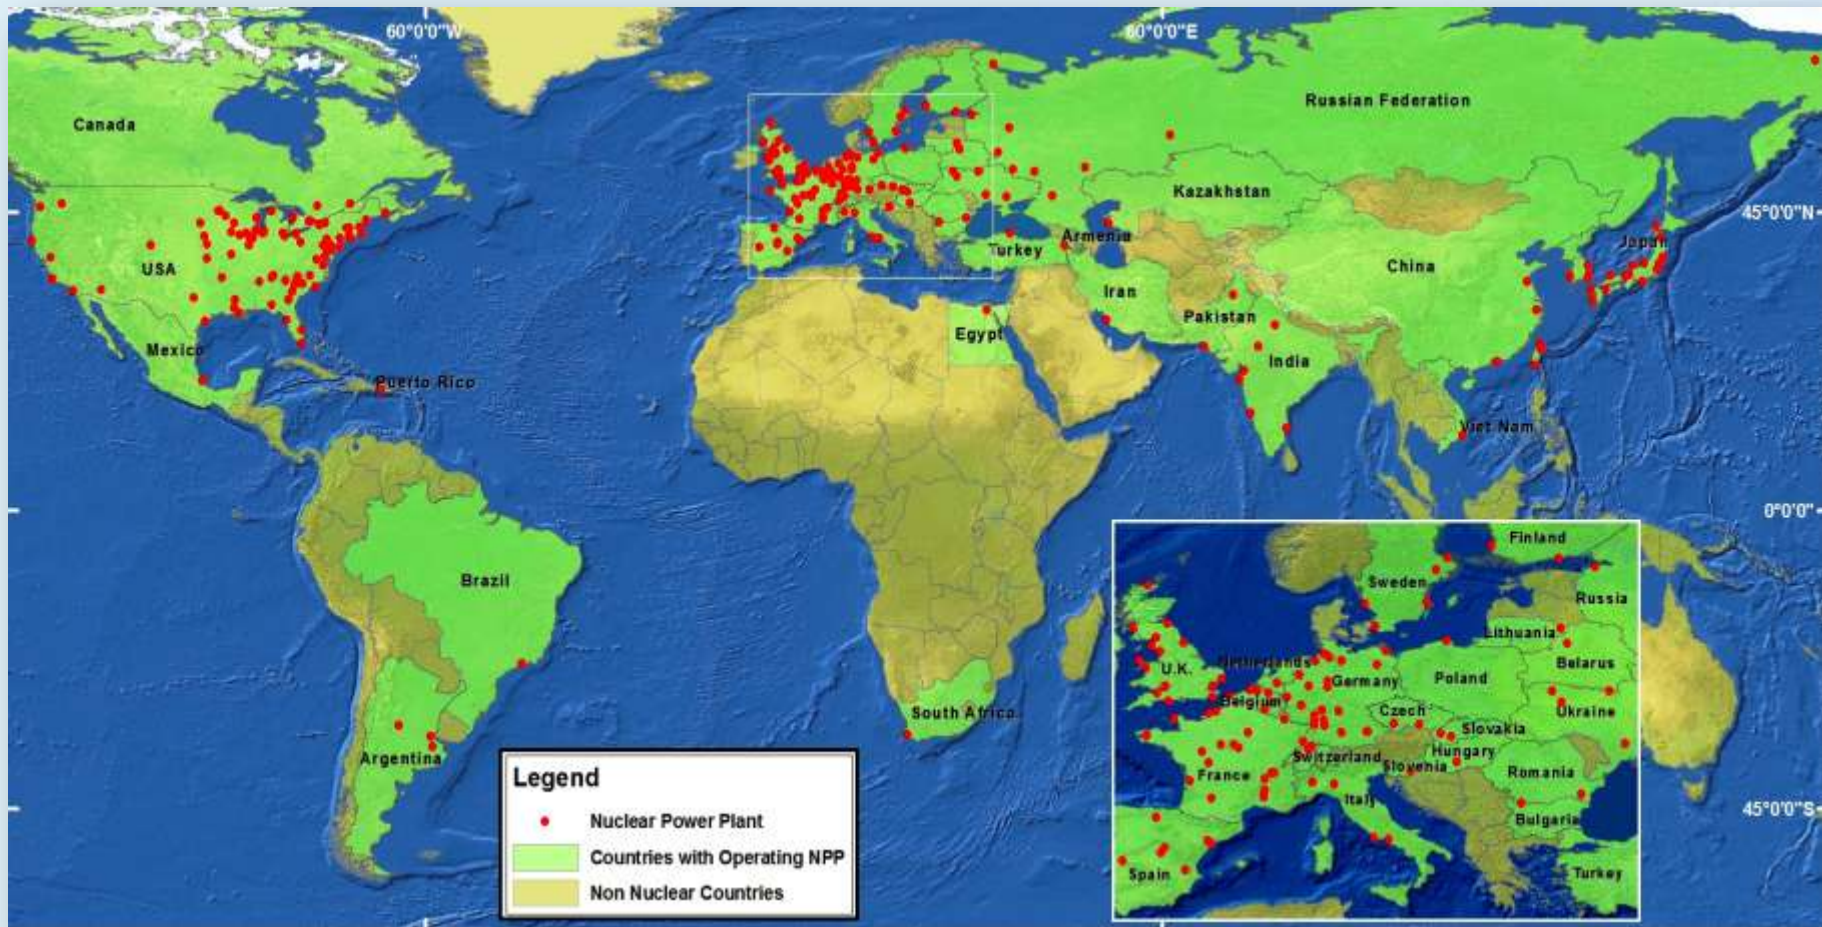 60°0'0"W
60°0'0"E
Canada
Russian Federation
Kazakhstan
45°0'0"N
USA
Turkey
Armenia
Japan
China
Iran
Pakistan
Egypt
India
Mexico
Puerto Rico
Viet Nam
0°0'0"
Brazil
South Africa
Argentina
45°0'0"S
Legend
Nuclear Power Plant
Countries with Operating NPP
Non Nuclear Countries
Finland
Sweden
Russia
Lithuania
U.K.
Netherlands
Belarus
Germany
Poland
Belgium
Czech
Ukraine
Slovakia
Switzerland
Hungary
Slovenia
France
Romania
Italy
Bulgaria
Spain
Turkey